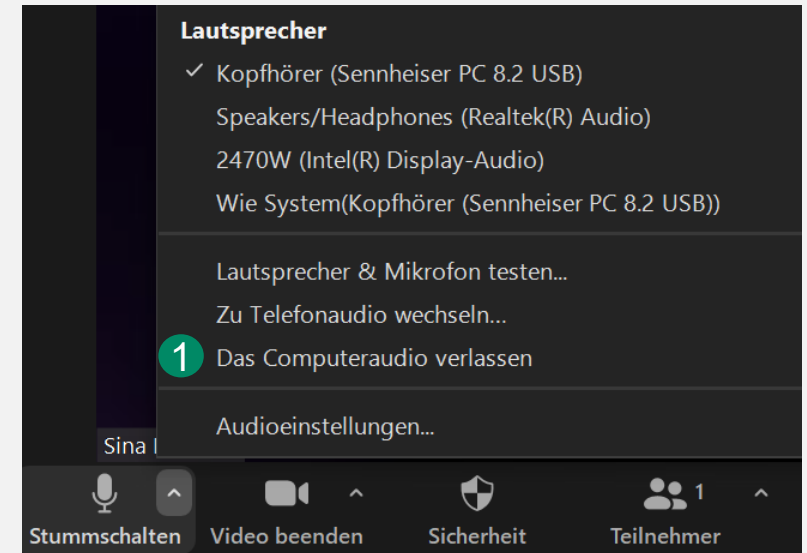 Lautsprecher
✓ Kopfhörer (Sennheiser PC 8.2 USB)
Speakers/Headphones (Realtek(R) Audio)
2470W (Intel(R) Display-Audio)
Wie System(Kopfhörer (Sennheiser PC 8.2 USB))
Lautsprecher & Mikrofon testen...
Zu Telefonaudio wechseln...
1 Das Computeraudio verlassen
Audioeinstellungen...
Sina
1
Stummschalten Video beenden Sicherheit Teilnehmer